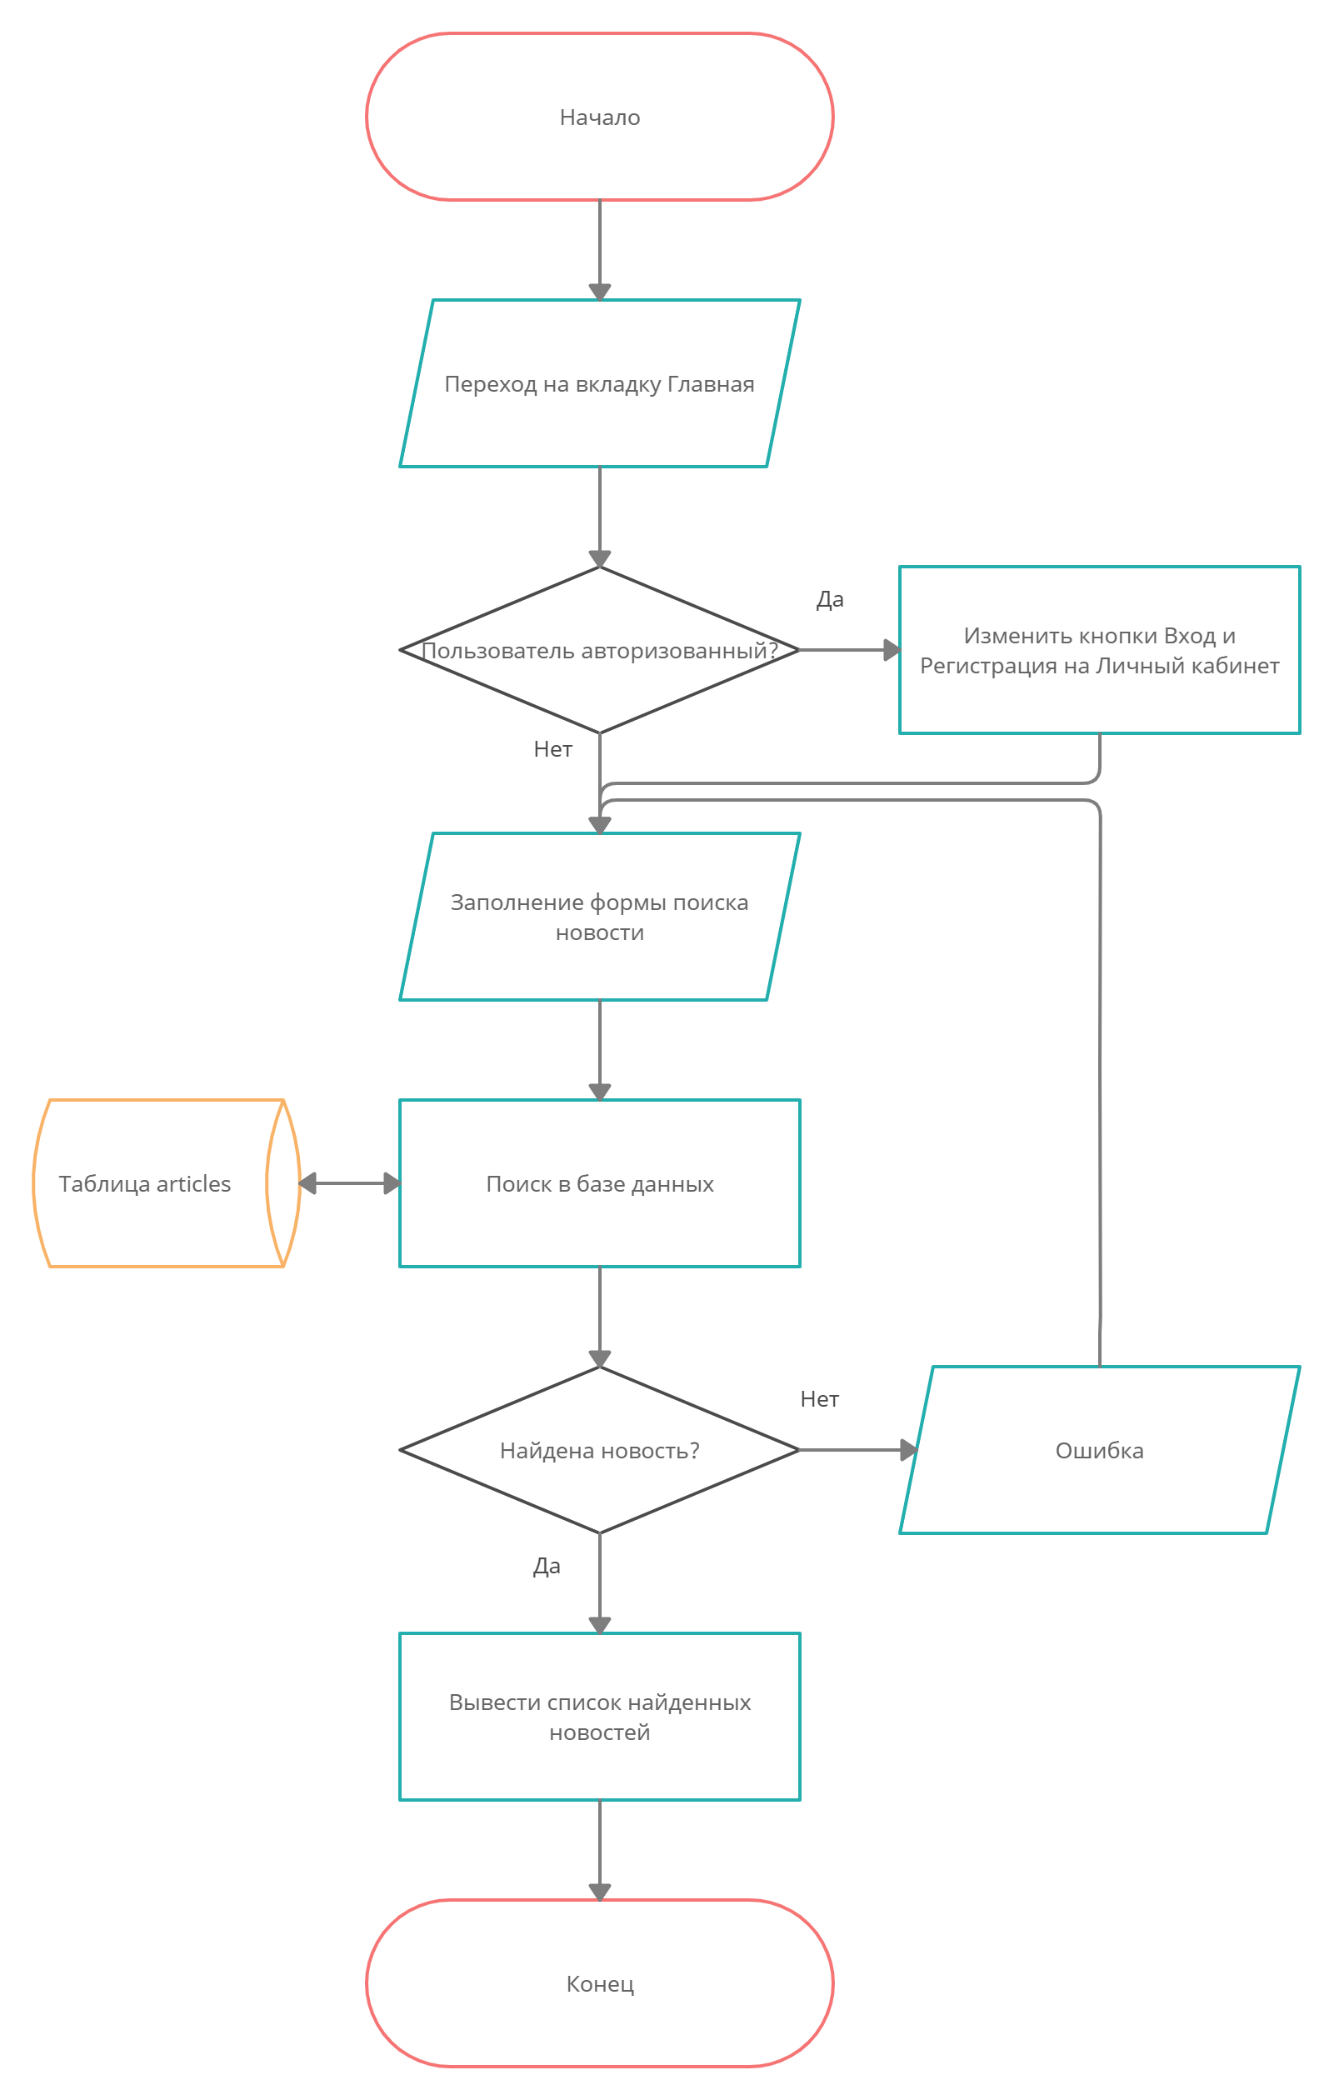 Начало
Переход на вкладку Главная
Пользователь авторизованный?
Да
Изменить кнопки Вход и
Регистрация на Личный кабинет
Нет
Заполнение формы поиска
новости
Таблица articles
Поиск в базе данных
Найдена новость?
Нет
Ошибка
Да
Вывести список найденных
новостей
Конец